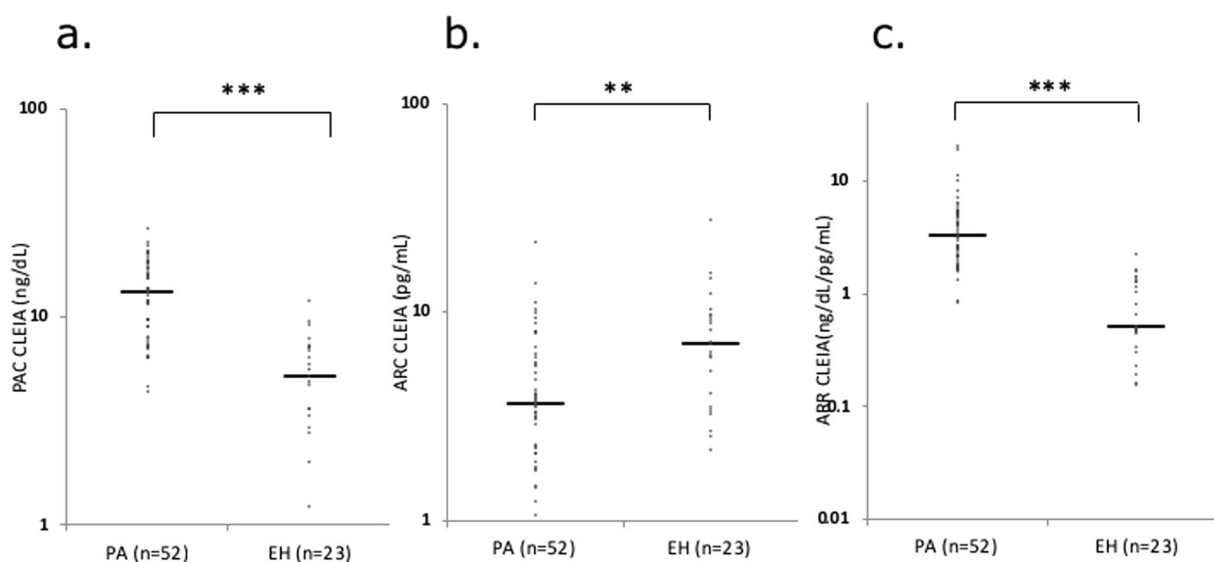 a.
***
100
10
1
PAC CLEIA (ng/dL)
PA (n=52)
EH (n=23)
b.
**
100
10
1
ARC CLEIA (pg/mL)
PA (n=52)
EH (n=23)
c.
***
10
1
0.1
0.01
ARR CLEIA(ng/dL/pg/mL)
PA (n=52)
EH (n=23)